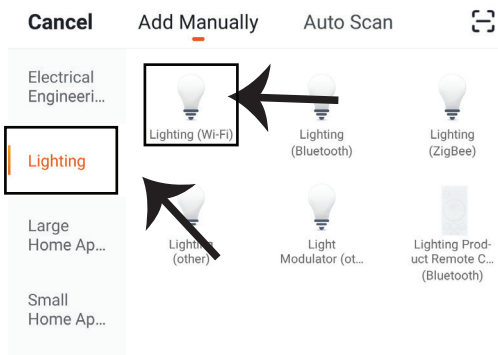 Cancel
Add Manually
Auto Scan
Electrical
Engineeri...
Lighting
Large
Home Ap...
Small
Home Ap...
Lighting (Wi-Fi)
Lighting
(Bluetooth)
Lighting
(ZigBee)
Lighting
(other)
Light
Modulator (ot...
Lighting Prod-
uct Remote C...
(Bluetooth)